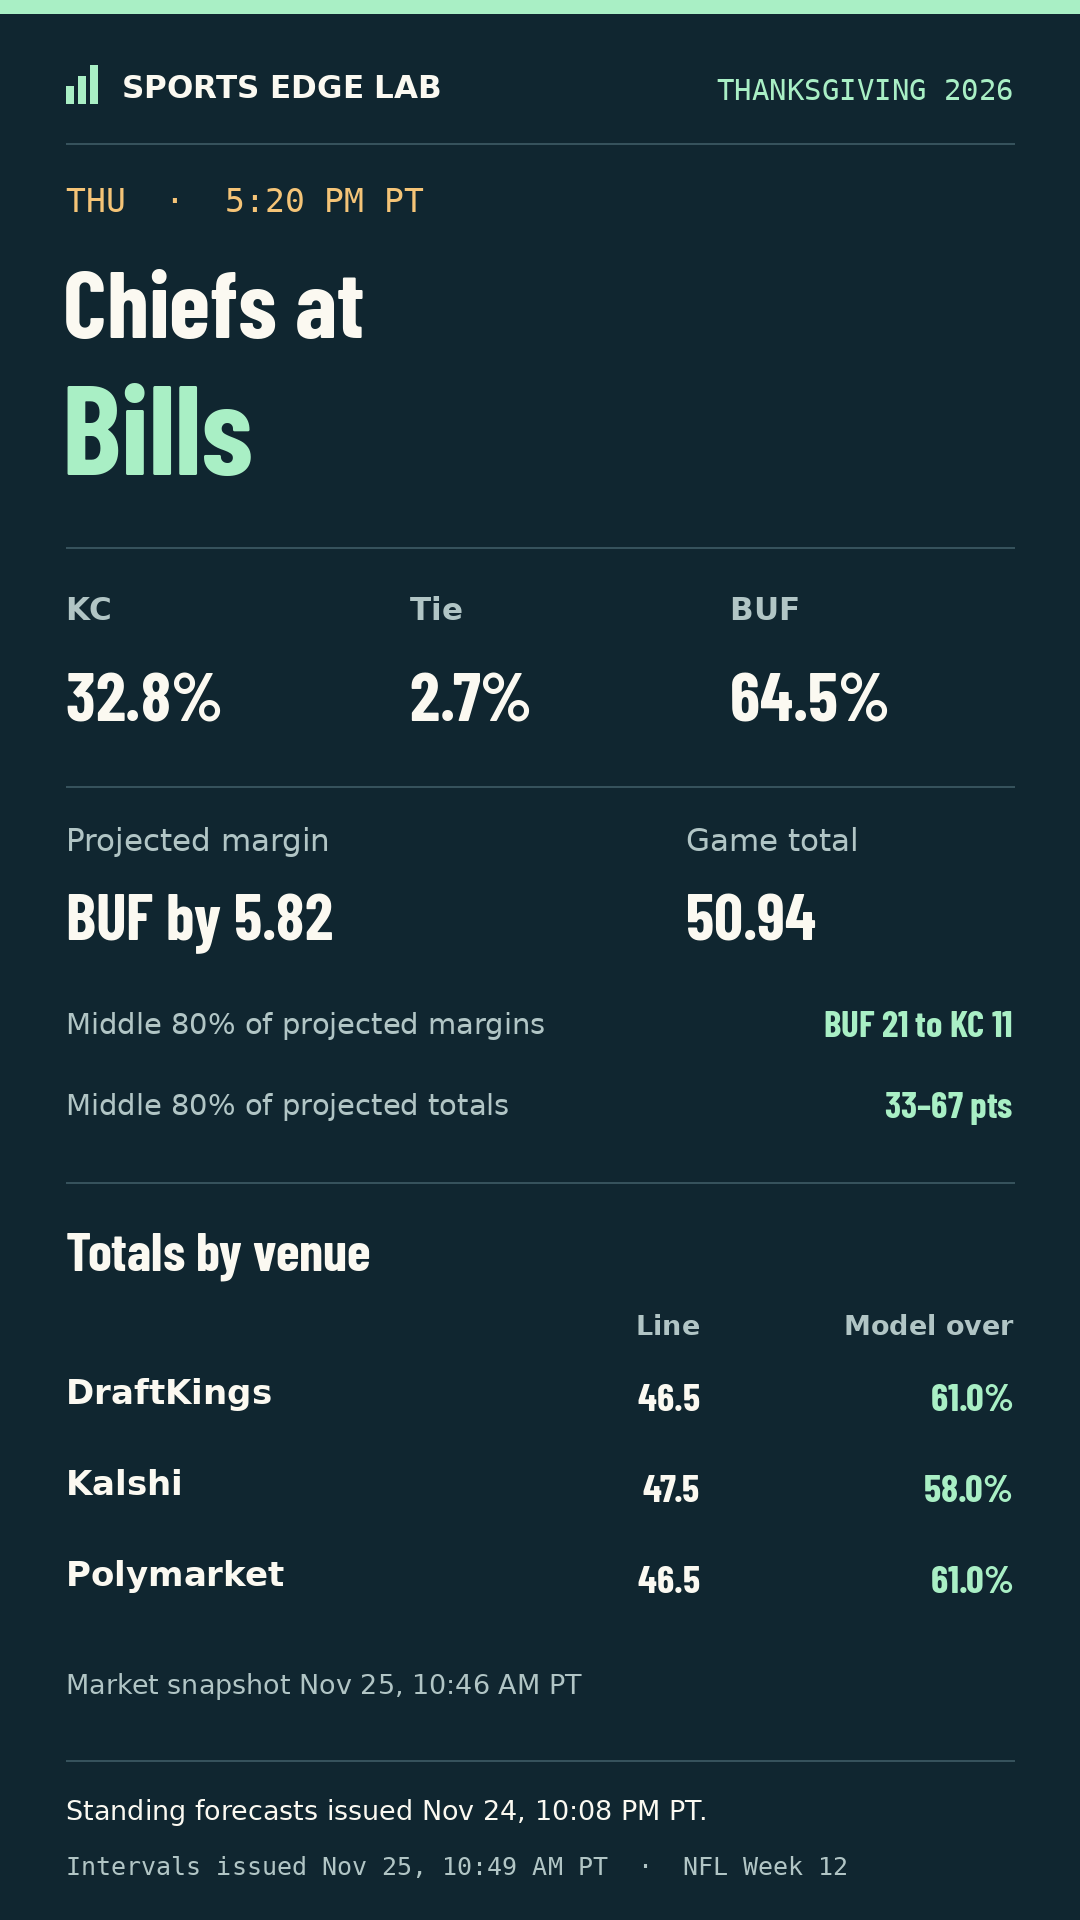 SPORTS EDGE LAB THANKSGIVING 2026
THU · 5:20 PM PT
Chiefs at
Bills
KC Tie BUF
32.8% 2.7% 64.5%
Projected margin Game total
BUF by 5.82 50.94
Middle 80% of projected margins BUF 21 to KC 11
Middle 80% of projected totals 33–67 pts
Totals by venue
Line Model over
DraftKings 46.5 61.0%
Kalshi 47.5 58.0%
Polymarket 46.5 61.0%
Market snapshot Nov 25, 10:46 AM PT
Standing forecasts issued Nov 24, 10:08 PM PT.
Intervals issued Nov 25, 10:49 AM PT · NFL Week 12